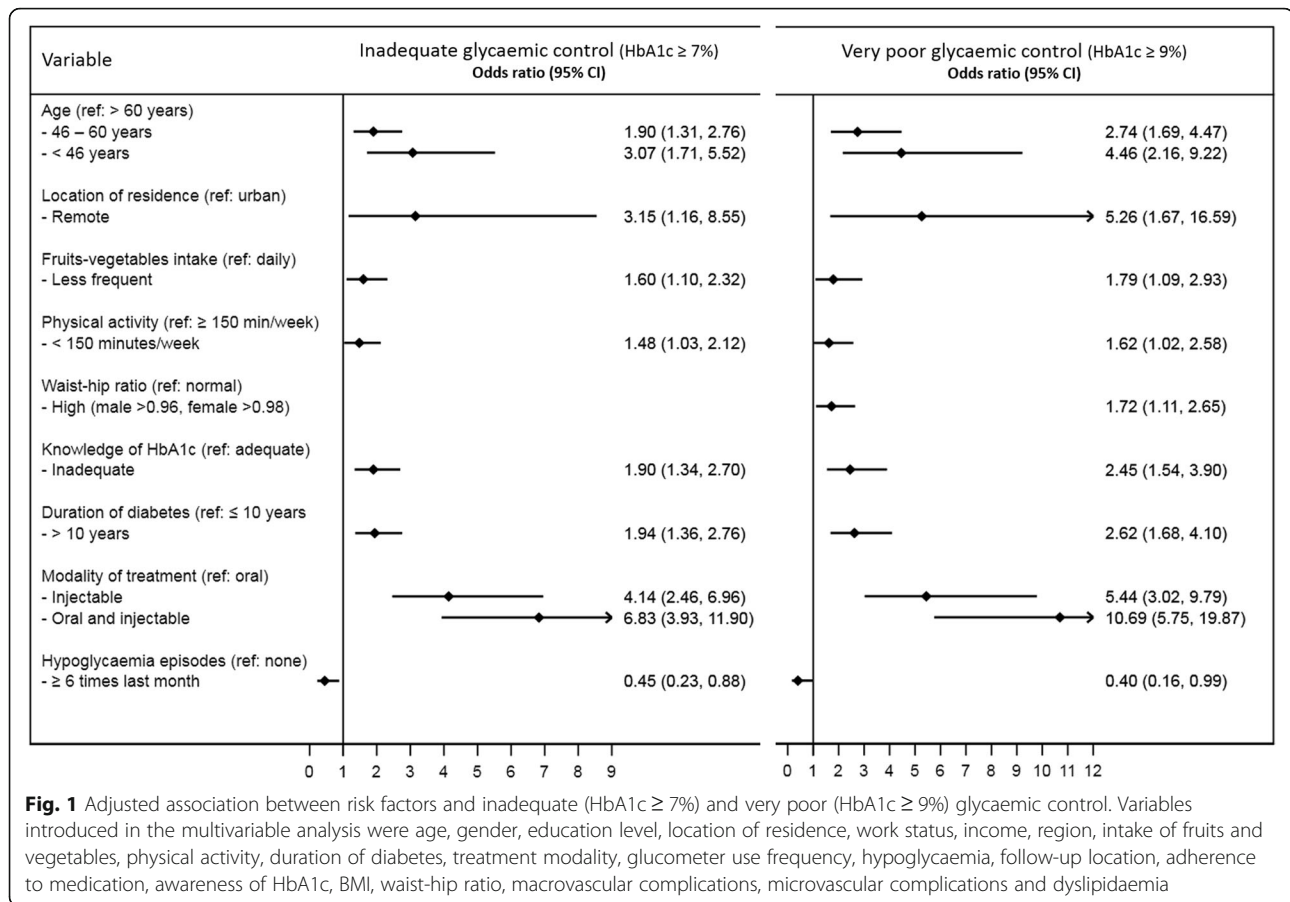 Variable
Inadequate glycaemic control (HbA1c ≥ 7%)
Odds ratio (95% CI)
Very poor glycaemic control (HbA1c ≥ 9%)
Odds ratio (95% CI)
Age (ref: > 60 years)
- 46 – 60 years 1.90 (1.31, 2.76) 2.74 (1.69, 4.47)
- < 46 years 3.07 (1.71, 5.52) 4.46 (2.16, 9.22)
Location of residence (ref: urban)
- Remote 3.15 (1.16, 8.55) 5.26 (1.67, 16.59)
Fruits-vegetables intake (ref: daily)
- Less frequent 1.60 (1.10, 2.32) 1.79 (1.09, 2.93)
Physical activity (ref: ≥ 150 min/week)
- < 150 minutes/week 1.48 (1.03, 2.12) 1.62 (1.02, 2.58)
Waist-hip ratio (ref: normal)
- High (male >0.96, female >0.98) 1.72 (1.11, 2.65)
Knowledge of HbA1c (ref: adequate)
- Inadequate 1.90 (1.34, 2.70) 2.45 (1.54, 3.90)
Duration of diabetes (ref: ≤ 10 years
- > 10 years 1.94 (1.36, 2.76) 2.62 (1.68, 4.10)
Modality of treatment (ref: oral)
- Injectable 4.14 (2.46, 6.96) 5.44 (3.02, 9.79)
- Oral and injectable 6.83 (3.93, 11.90) 10.69 (5.75, 19.87)
Hypoglycaemia episodes (ref: none)
- ≥ 6 times last month 0.45 (0.23, 0.88) 0.40 (0.16, 0.99)
0 1 2 3 4 5 6 7 8 9 0 1 2 3 4 5 6 7 8 9 10 11 12
Fig. 1 Adjusted association between risk factors and inadequate (HbA1c ≥ 7%) and very poor (HbA1c ≥ 9%) glycaemic control. Variables
introduced in the multivariable analysis were age, gender, education level, location of residence, work status, income, region, intake of fruits and
vegetables, physical activity, duration of diabetes, treatment modality, glucometer use frequency, hypoglycaemia, follow-up location, adherence
to medication, awareness of HbA1c, BMI, waist-hip ratio, macrovascular complications, microvascular complications and dyslipidaemia